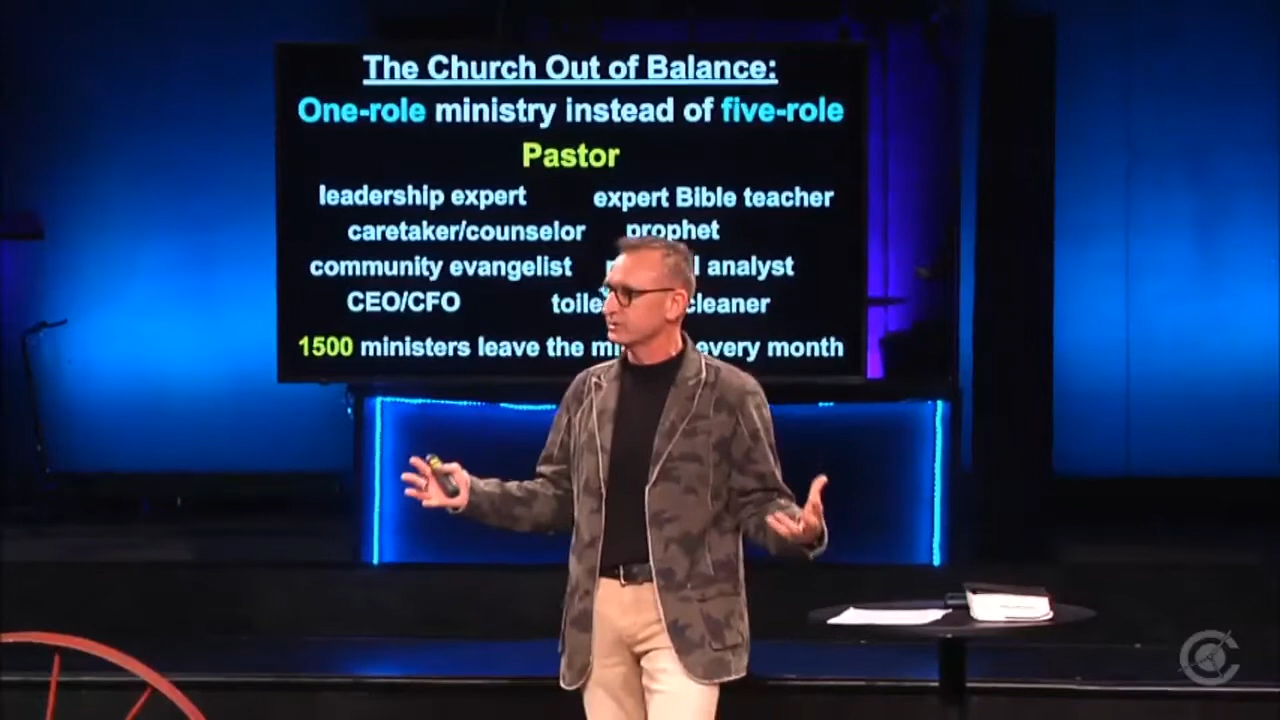 The Church Out of Balance:
One-role ministry instead of five-role
Pastor
leadership expert expert Bible teacher
caretaker/counselor prophet
community evangelist analyst
CEO/CFO cleaner
1500 ministers leave the every month